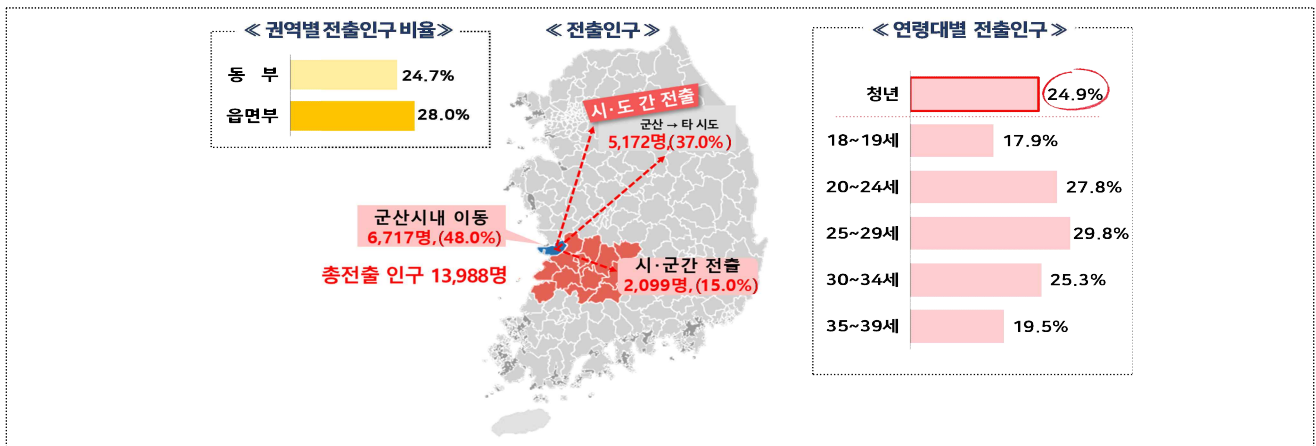 ≪ 권역별 전출인구 비율 ≫
동 부
24.7%
읍면부
28.0%
≪ 전출인구 ≫
시·도 간 전출
군산 → 타 시도
5,172명,(37.0% )
군산시내 이동
6,717명,(48.0%)
총전출 인구 13,988명
시·군간 전출
2,099명, (15.0%)
≪ 연령대별 전출인구 ≫
청년
24.9%
18~19세
17.9%
20~24세
27.8%
25~29세
29.8%
30~34세
25.3%
35~39세
19.5%